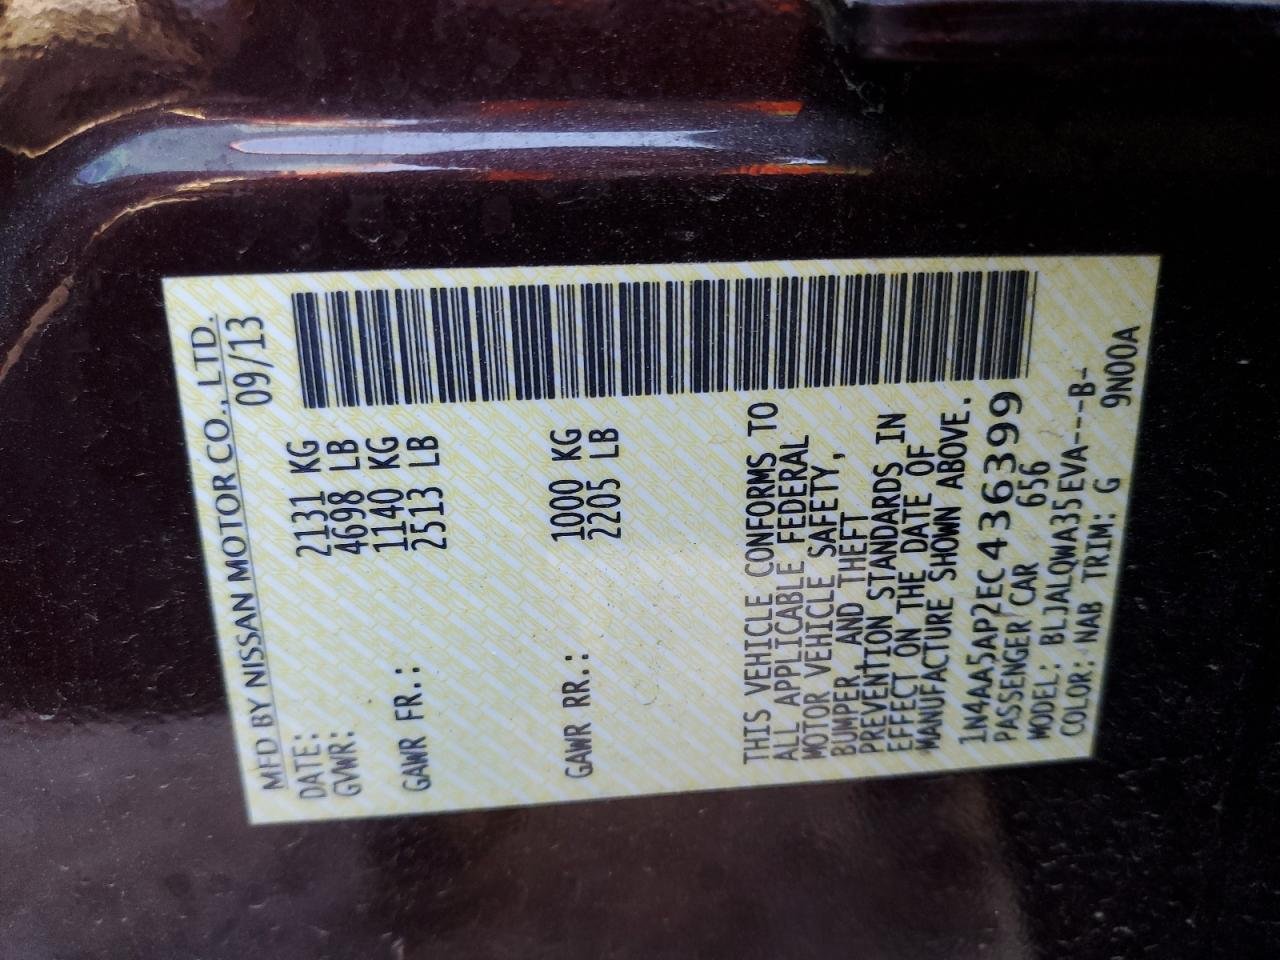 MFD BY NISSAN MOTOR CO., LTD.
DATE: 09/13
GVWR: 2131 KG
4698 LB
GAWR FR.: 1140 KG
2513 LB
GAWR RR.: 1000 KG
2205 LB
THIS VEHICLE CONFORMS TO
ALL APPLICABLE FEDERAL
MOTOR VEHICLE SAFETY,
BUMPER AND THEFT
PREVENTION STANDARDS IN
EFFECT ON THE DATE OF
MANUFACTURE SHOWN ABOVE.
1N4AA5AP2EC436399
PASSENGER CAR 656
MODEL: BLJALQWA35EVA---B-
COLOR: NAB TRIM: G 9N00A